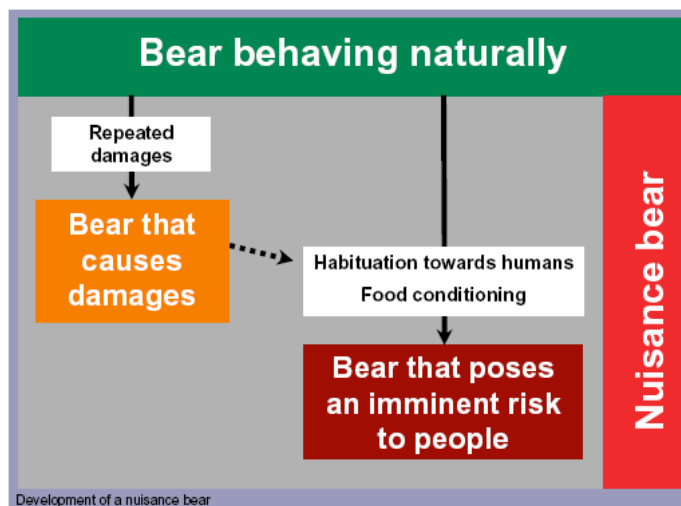 Bear behaving naturally
Repeated
damages
Bear that
causes
damages
Habituation towards humans
Food conditioning
Bear that poses
an imminent risk
to people
Nuisance bear
Development of a nuisance bear